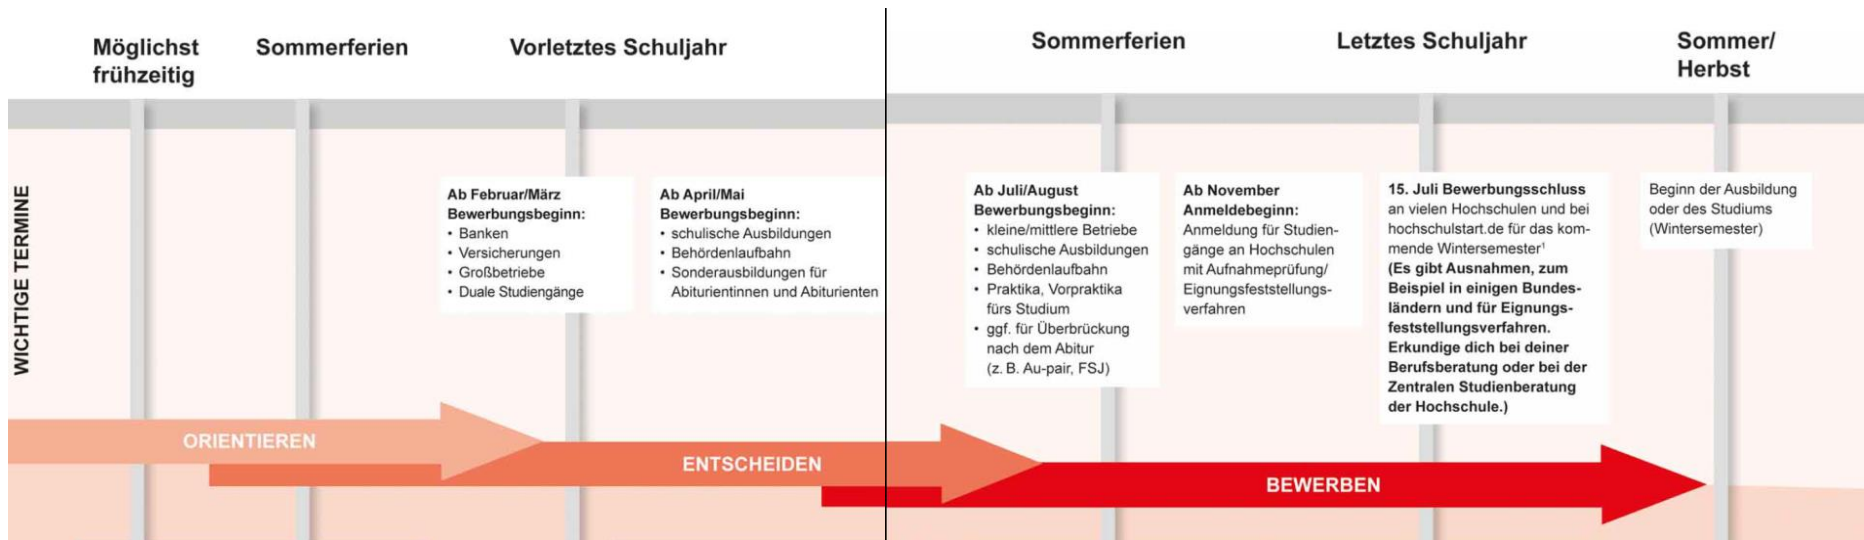 Möglichst
frühzeitig
Sommerferien
Vorletztes Schuljahr
Sommerferien
Letztes Schuljahr
Sommer/
Herbst
WICHTIGE TERMINE
Ab Februar/März
Bewerbungsbeginn:
• Banken
• Versicherungen
• Großbetriebe
• Duale Studiengänge
Ab April/Mai
Bewerbungsbeginn:
• schulische Ausbildungen
• Behördenlaufbahn
• Sonderausbildungen für
Abiturientinnen und Abiturienten
Ab Juli/August
Bewerbungsbeginn:
• kleine/mittlere Betriebe
• schulische Ausbildungen
• Behördenlaufbahn
• Praktika, Vorpraktika
fürs Studium
• ggf. für Überbrückung
nach dem Abitur
(z. B. Au-pair, FSJ)
Ab November
Anmeldebeginn:
Anmeldung für Studien-
gänge an Hochschulen
mit Aufnahmeprüfung/
Eignungsfeststellungs-
verfahren
15. Juli Bewerbungsschluss
an vielen Hochschulen und bei
hochschulstart.de für das kom-
mende Wintersemester¹
(Es gibt Ausnahmen, zum
Beispiel in einigen Bundes-
ländern und für Eignungs-
feststellungsverfahren.
Erkundige dich bei deiner
Berufsberatung oder bei der
Zentralen Studienberatung
der Hochschule.)
Beginn der Ausbildung
oder des Studiums
(Wintersemester)
ORIENTIEREN
ENTSCHEIDEN
BEWERBEN